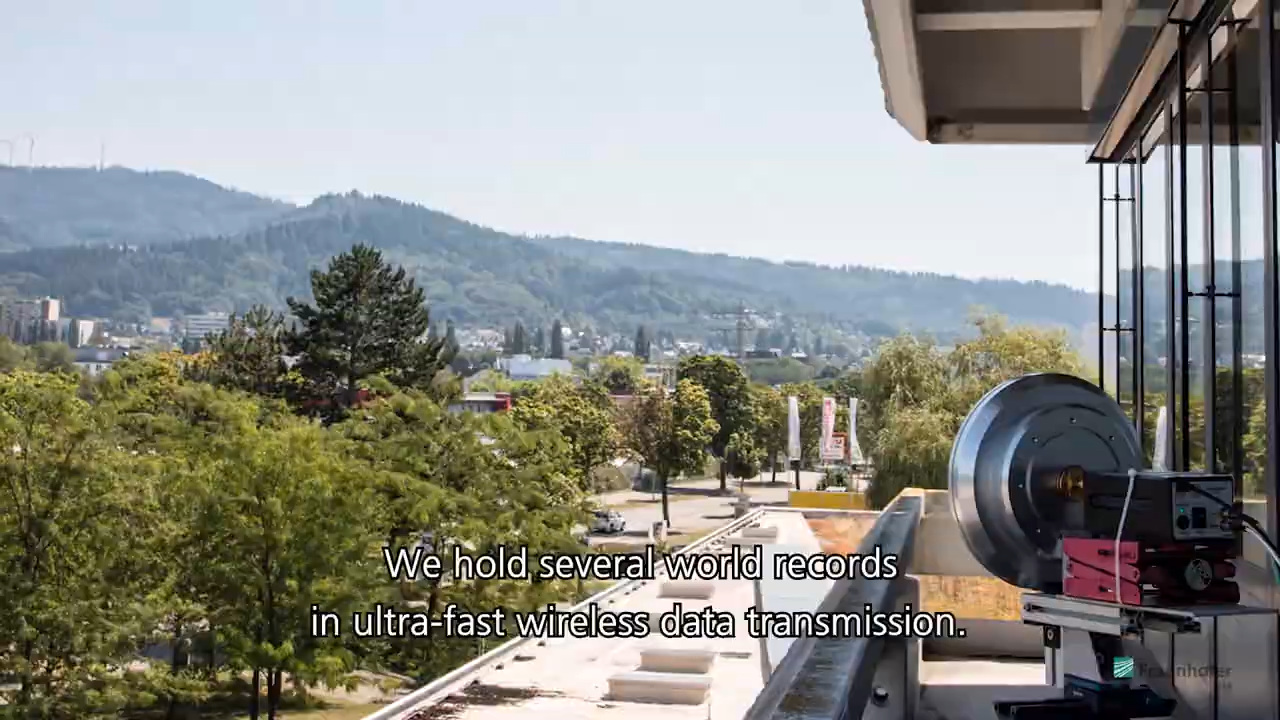 We hold several world records
in ultra-fast wireless data transmission.
Fraunhofer